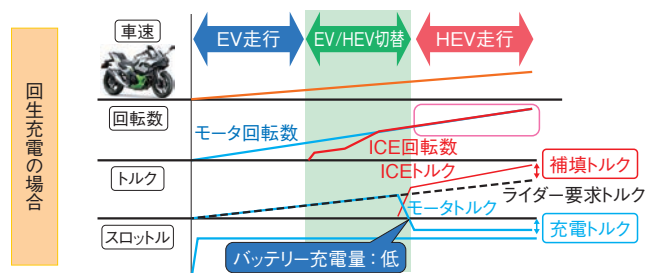 車速
EV走行
EV/HEV切替
HEV走行
回生充電の場合
回転数
モータ回転数
ICE回転数
トルク
ICEトルク
補填トルク
ライダー要求トルク
モータトルク
スロットル
充電トルク
バッテリー充電量：低